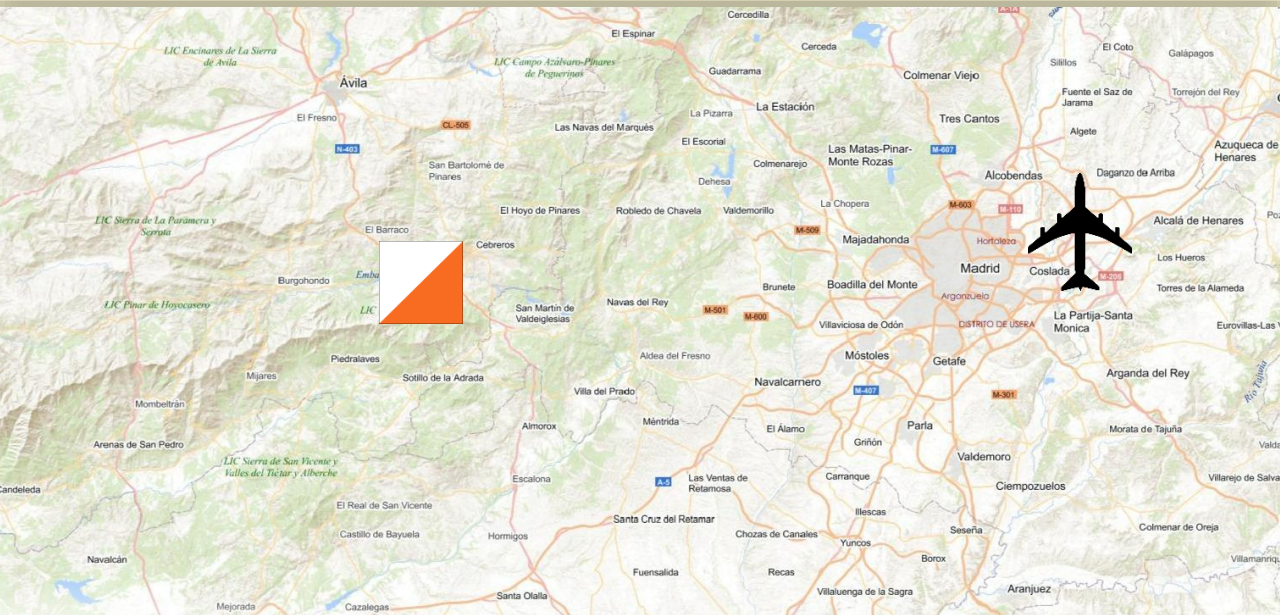 Cercedilla
A-1A
El Espinar
Cerceda
El Coto
Galápagos
LIC Encinares de La Sierra
de Avila
LIC Campo Azálvaro-Pinares
de Peguerinos
Sillillos
Guadarrama
Colmenar Viejo
Ávila
Fuente el Saz de
Jarama
Torrejón del Rey
La Estación
El Fresno
La Pizarra
Tres Cantos
CL-505
Las Navas del Marqués
Algete
N-403
El Escorial
Las Matas-Pinar-
Monte Rozas
M-607
Azuqueca de
Henares
San Bartolomé de
Pinares
Colmenarejo
Alcobendas
Daganzo de Arriba
Dehesa
La Chopera
M-603
M-110
El Hoyo de Pinares
Robledo de Chavela
Valdemorillo
LIC Sierra de La Paramera y
Serrota
Alcalá de Henares
El Barraco
M-509
Majadahonda
Hortaleza
Cebreros
Los Hueros
Madrid
Coslada
Emba
M-206
Burgohondo
Brunete
Boadilla del Monte
Torres de la Alameda
Argonzuelo
LIC Pinar de Hoyocasero
LIC
San Martín de
Valdeiglesias
Navas del Rey
M-501
M-600
La Partija-Santa
Monica
Villaviciosa de Odón
DISTRITO DE USERA
Eurovillas-Las
Piedralaves
Aldea del Fresno
Móstoles
Getafe
Mijares
Sotillo de la Adrada
Navalcarnero
Arganda del Rey
Río Tajuña
Villa del Prado
M-407
M-301
Mombeltrán
Méntrida
Almorox
El Álamo
Parla
Morata de Tajuña
Arenas de San Pedro
Griñón
Valdemoro
LIC Sierra de San Vicente y
Valles del Tiétar y Alberche
Escalona
A-5
Las Ventas de
Retamosa
Carranque
Ciempozuelos
Villarejo de Salva
Candeleda
El Real de San Vicente
Illescas
Santa Cruz del Retamar
Castillo de Bayuela
Hormigos
Chozas de Canales
Seseña
Colmenar de Oreja
Yuncos
Navalcán
Borox
Villamanriq
Fuensalida
Recas
Aranjuez
Santa Olalla
Villaluenga de la Sagra
Mejorada
Cazalegas